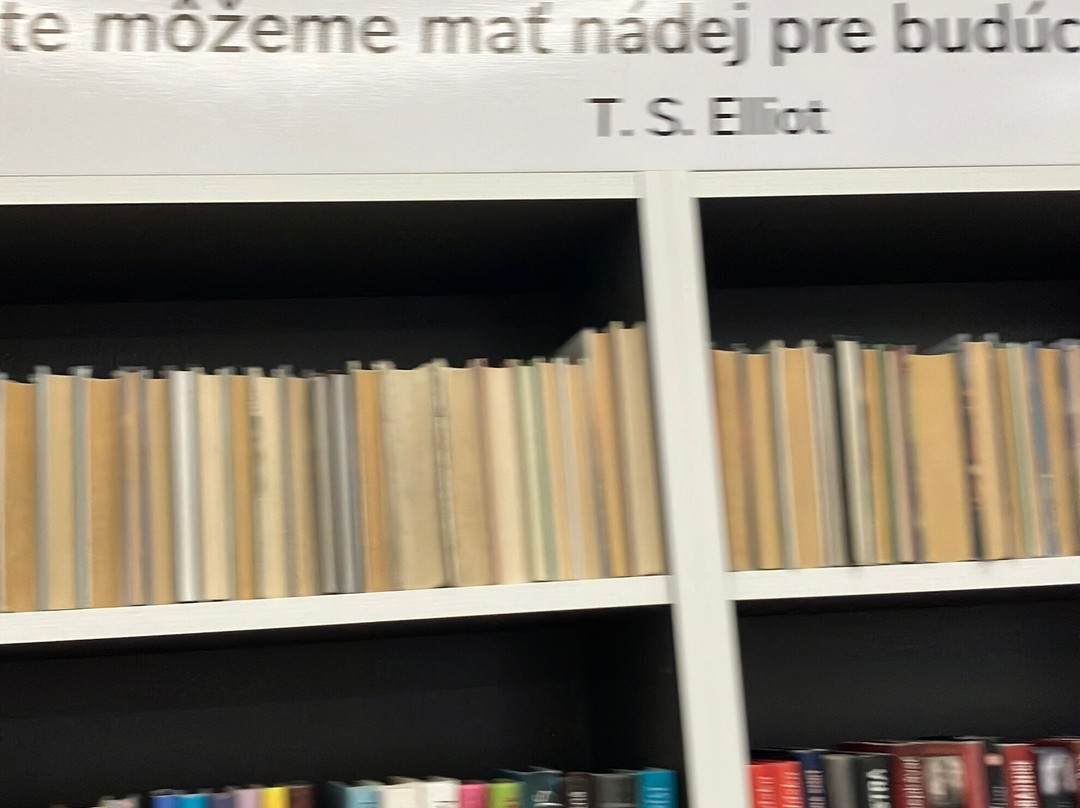 te môžeme mať nádej pre budúc
T. S. Elliot